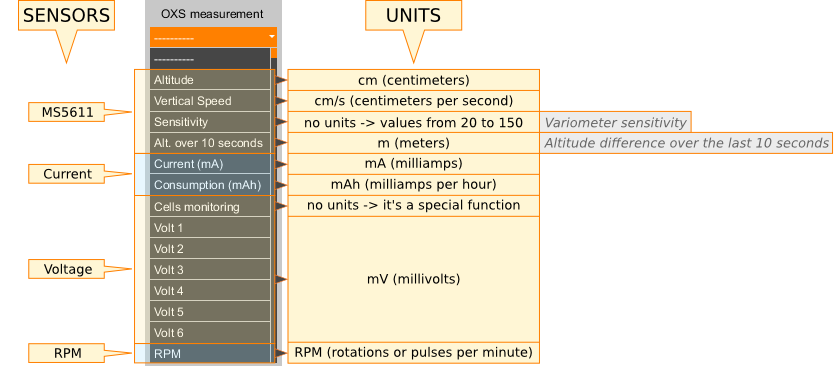 SENSORS
OXS measurement
UNITS
----------
----------
Altitude
cm (centimeters)
Vertical Speed
cm/s (centimeters per second)
MS5611
Sensitivity
no units -> values from 20 to 150
Variometer sensitivity
Alt. over 10 seconds
m (meters)
Altitude difference over the last 10 seconds
Current
Current (mA)
mA (milliamps)
Consumption (mAh)
mAh (milliamps per hour)
Cells monitoring
no units -> it's a special function
Volt 1
Volt 2
Voltage
Volt 3
mV (millivolts)
Volt 4
Volt 5
Volt 6
RPM
RPM
RPM (rotations or pulses per minute)